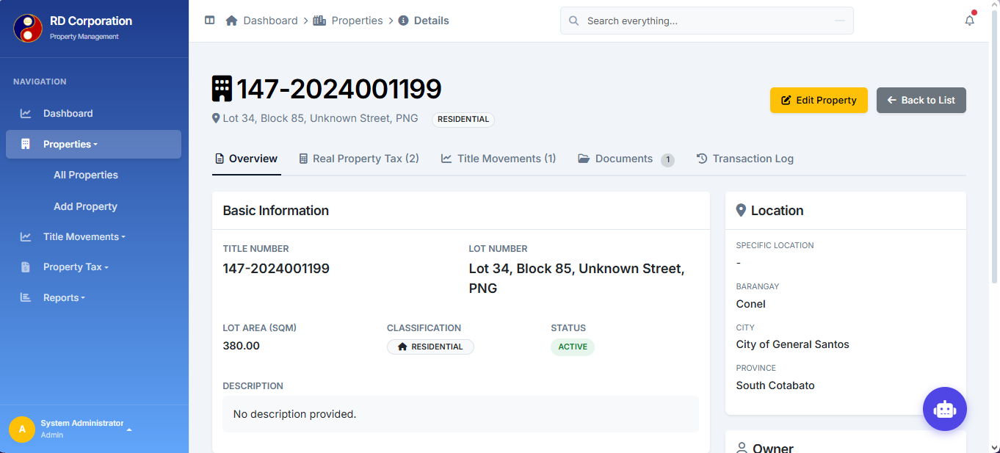 RD Corporation
Property Management
NAVIGATION
Dashboard
Properties
All Properties
Add Property
Title Movements
Property Tax
Reports
A
System Administrator
Admin
Dashboard > Properties > Details
Search everything...
147-2024001199
Lot 34, Block 85, Unknown Street, PNG RESIDENTIAL
Edit Property
Back to List
Overview Real Property Tax (2) Title Movements (1) Documents 1 Transaction Log
Basic Information
TITLE NUMBER
147-2024001199
LOT NUMBER
Lot 34, Block 85, Unknown Street,
PNG
LOT AREA (SQM)
380.00
CLASSIFICATION
RESIDENTIAL
STATUS
ACTIVE
DESCRIPTION
No description provided.
Location
SPECIFIC LOCATION
-
BARANGAY
Conel
CITY
City of General Santos
PROVINCE
South Cotabato
Owner